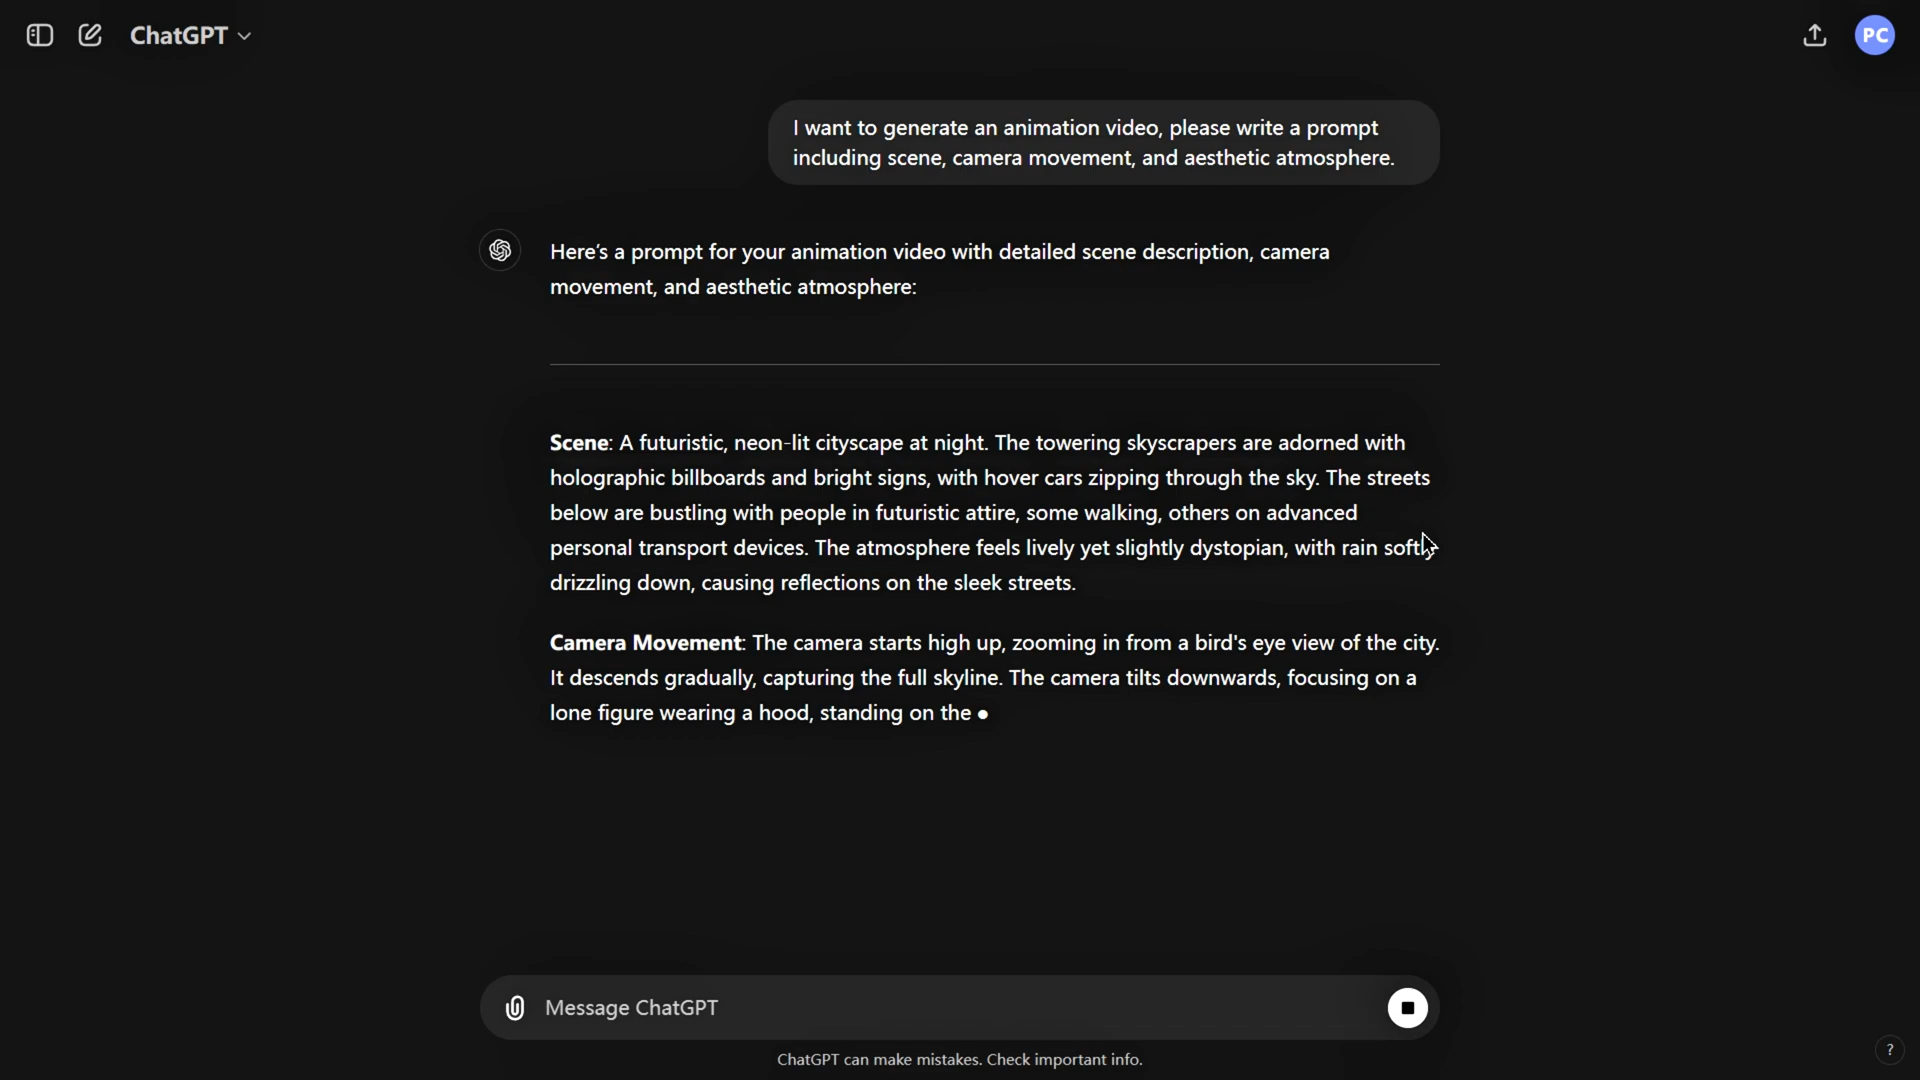 ChatGPT
PC
I want to generate an animation video, please write a prompt
including scene, camera movement, and aesthetic atmosphere.
Here's a prompt for your animation video with detailed scene description, camera
movement, and aesthetic atmosphere:
Scene: A futuristic, neon-lit cityscape at night. The towering skyscrapers are adorned with
holographic billboards and bright signs, with hover cars zipping through the sky. The streets
below are bustling with people in futuristic attire, some walking, others on advanced
personal transport devices. The atmosphere feels lively yet slightly dystopian, with rain softly
drizzling down, causing reflections on the sleek streets.
Camera Movement: The camera starts high up, zooming in from a bird's eye view of the city.
It descends gradually, capturing the full skyline. The camera tilts downwards, focusing on a
lone figure wearing a hood, standing on the
Message ChatGPT
ChatGPT can make mistakes. Check important info.
?